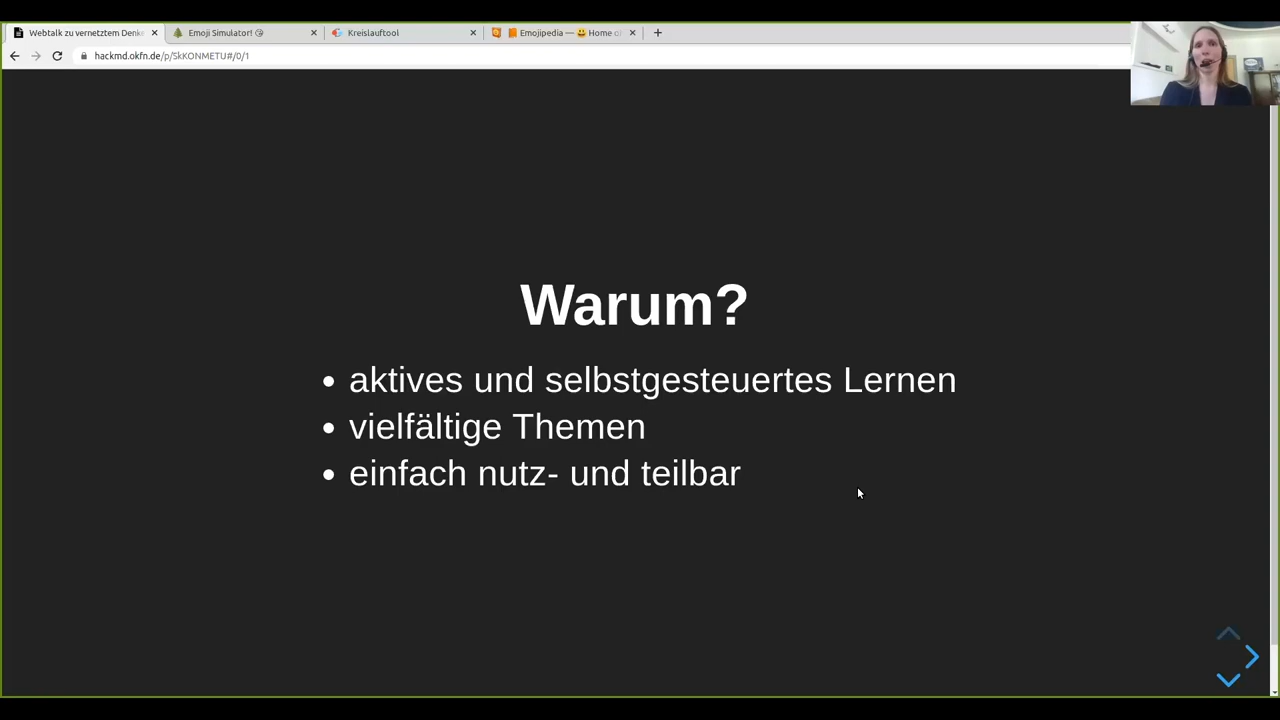 Webtalk zu vernetztem Denk
Emoji Simulator! 😘
Kreislauftool
Emojipedia — 😃 Home o
hackmd.okfn.de/p/SkKONMETU#/0/1
Warum?
• aktives und selbstgesteuertes Lernen
• vielfältige Themen
• einfach nutz- und teilbar